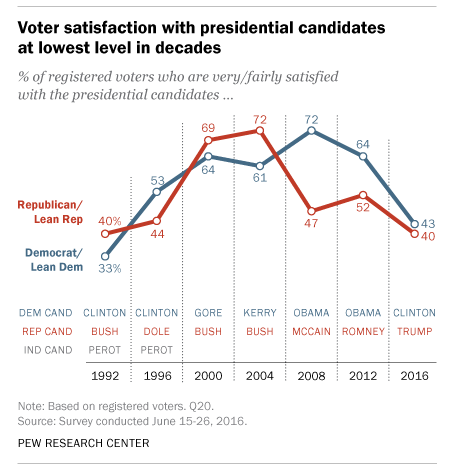 Voter satisfaction with presidential candidates
at lowest level in decades
% of registered voters who are very/fairly satisfied
with the presidential candidates ...
72
72
69
64
53
64
61
Republican/
Lean Rep
40%
44
47
52
43
40
Democrat/
Lean Dem
33%
DEM CAND CLINTON CLINTON GORE KERRY OBAMA OBAMA CLINTON
REP CAND BUSH DOLE BUSH BUSH MCCAIN ROMNEY TRUMP
IND CAND PEROT PEROT
1992 1996 2000 2004 2008 2012 2016
Note: Based on registered voters. Q20.
Source: Survey conducted June 15-26, 2016.
PEW RESEARCH CENTER